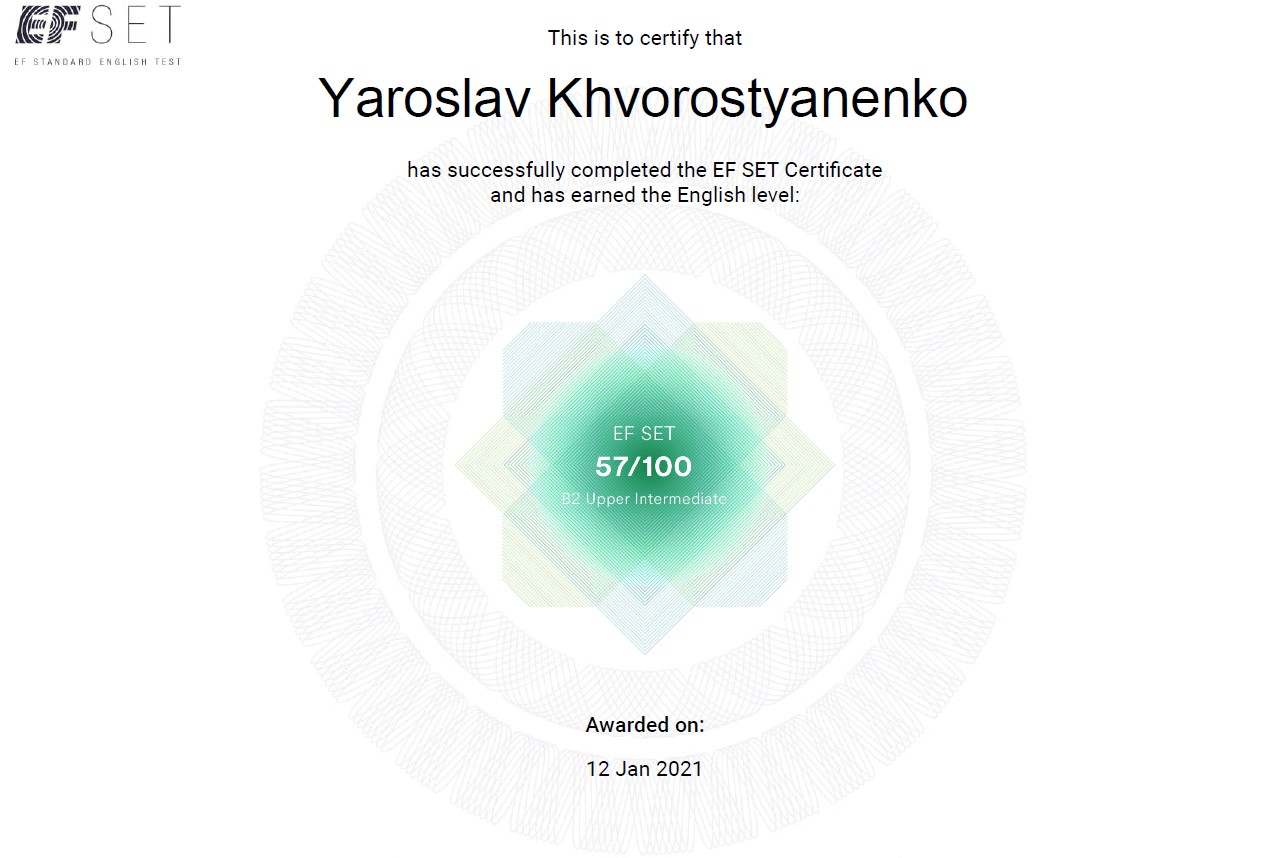 EF SET
EF STANDARD ENGLISH TEST
This is to certify that
Yaroslav Khvorostyanenko
has successfully completed the EF SET Certificate
and has earned the English level:
EF SET
57/100
B2 Upper Intermediate
Awarded on:
12 Jan 2021